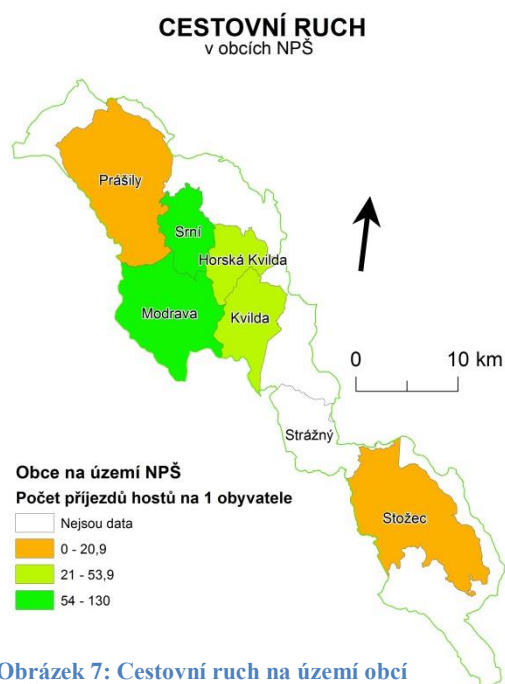 CESTOVNÍ RUCH
v obcích NPŠ
Prášily
Srní
Horská Kvilda
Modrava
Kvilda
0 10 km
Strážný
Stožec
Obce na území NPŠ
Počet příjezdů hostů na 1 obyvatele
Nejsou data
0 - 20,9
21 - 53,9
54 - 130
Obrázek 7: Cestovní ruch na území obcí